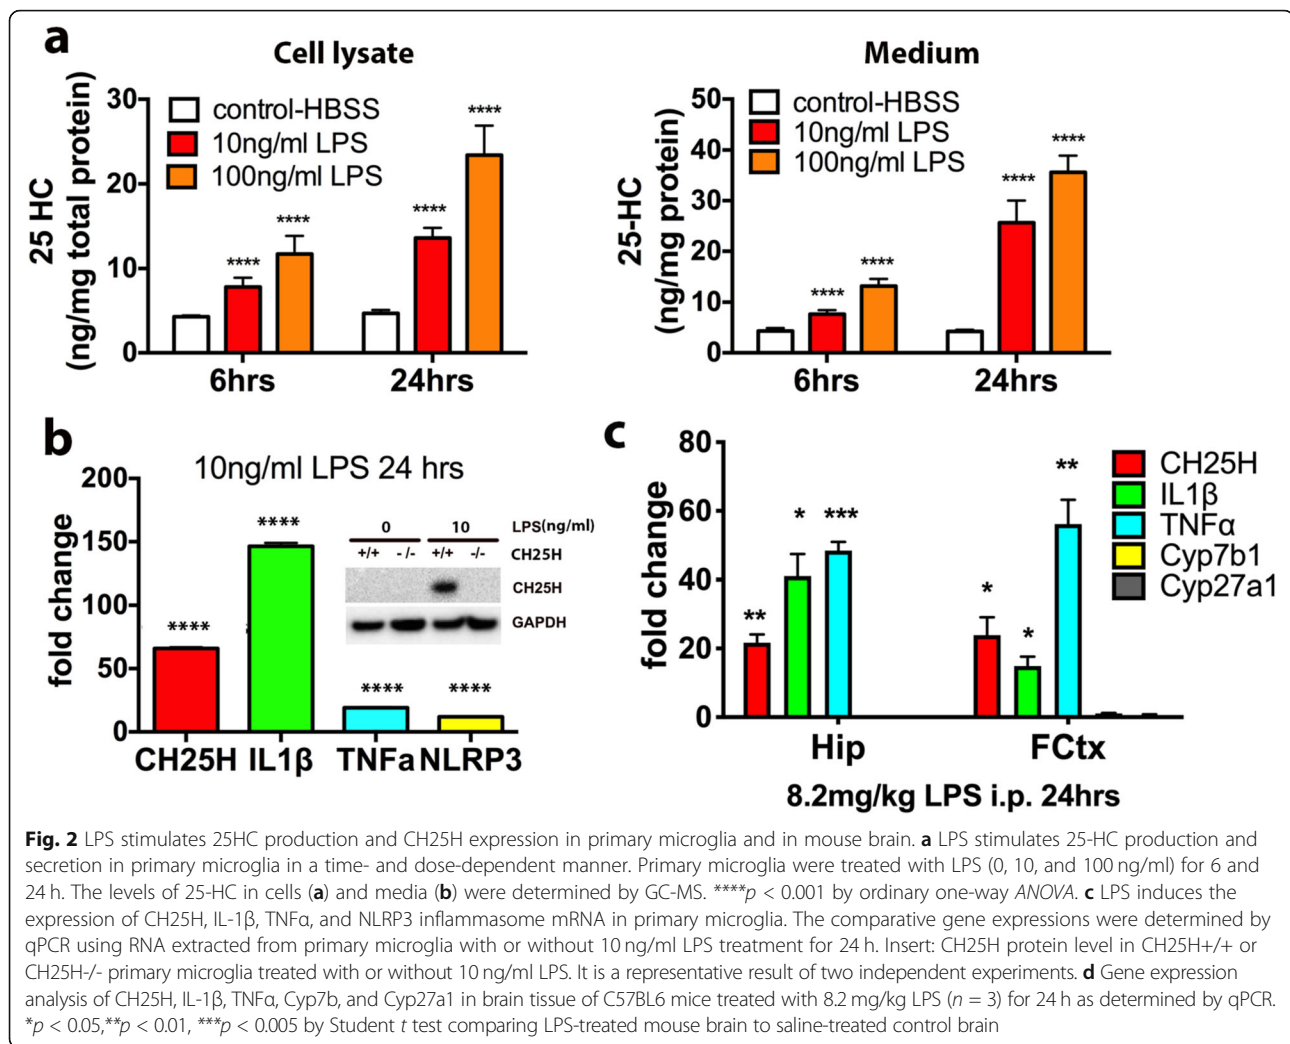 a
Cell lysate
30
20
10
0
25 HC
(ng/mg total protein)
control-HBSS
10ng/ml LPS
100ng/ml LPS
****
****
****
****
6hrs
24hrs
Medium
50
40
30
20
10
0
25-HC
(ng/mg protein)
control-HBSS
10ng/ml LPS
100ng/ml LPS
****
****
****
****
6hrs
24hrs
b
10ng/ml LPS 24 hrs
200
150
100
50
0
fold change
****
****
****
****
CH25H IL1β TNFa NLRP3
0 10 LPS(ng/ml)
+/+ - /- +/+ -/- CH25H
CH25H
GAPDH
c
80
60
40
20
0
fold change
**
*
***
*
*
**
CH25H
IL1β
TNFα
Cyp7b1
Cyp27a1
Hip FCtx
8.2mg/kg LPS i.p. 24hrs
Fig. 2 LPS stimulates 25HC production and CH25H expression in primary microglia and in mouse brain. a LPS stimulates 25-HC production and
secretion in primary microglia in a time- and dose-dependent manner. Primary microglia were treated with LPS (0, 10, and 100 ng/ml) for 6 and
24 h. The levels of 25-HC in cells (a) and media (b) were determined by GC-MS. ****p < 0.001 by ordinary one-way ANOVA. c LPS induces the
expression of CH25H, IL-1β, TNFα, and NLRP3 inflammasome mRNA in primary microglia. The comparative gene expressions were determined by
qPCR using RNA extracted from primary microglia with or without 10 ng/ml LPS treatment for 24 h. Insert: CH25H protein level in CH25H+/+ or
CH25H-/- primary microglia treated with or without 10 ng/ml LPS. It is a representative result of two independent experiments. d Gene expression
analysis of CH25H, IL-1β, TNFα, Cyp7b, and Cyp27a1 in brain tissue of C57BL6 mice treated with 8.2 mg/kg LPS (n = 3) for 24 h as determined by qPCR.
*p < 0.05,**p < 0.01, ***p < 0.005 by Student t test comparing LPS-treated mouse brain to saline-treated control brain